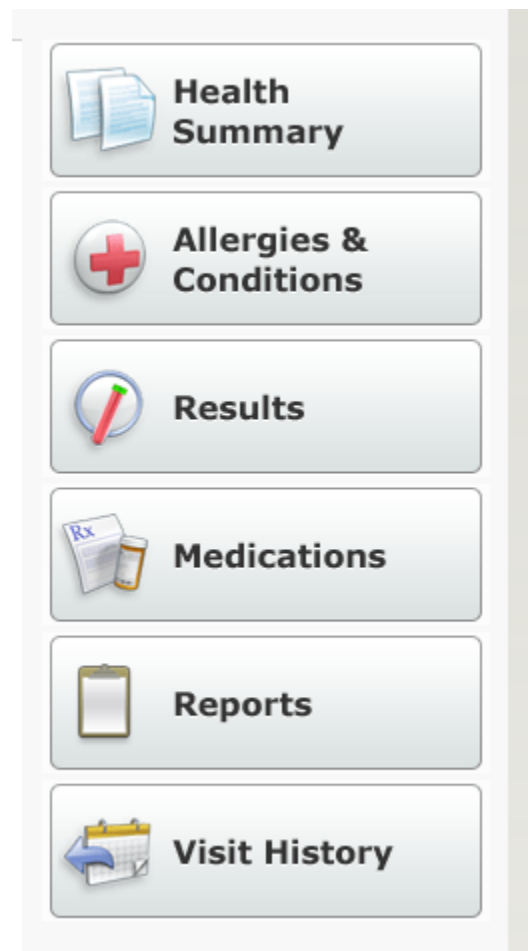 Health
Summary
Allergies &
Conditions
Results
Rx
Medications
Reports
Visit History